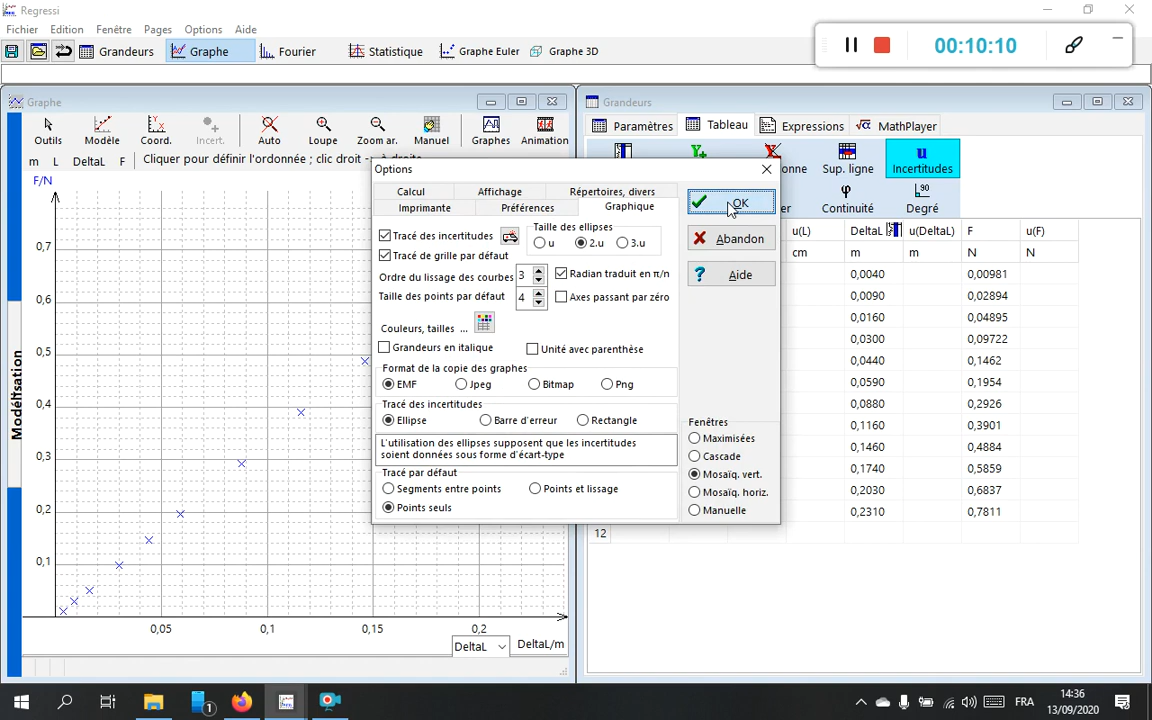 Regressi
Fichier Edition Fenêtre Pages Options Aide
Grandeurs Graphe Fourier Statistique Graphe Euler Graphe 3D
00:10:10
Graphe
Outils Modèle Coord. Incert. Auto Loupe Zoom ar. Manuel Graphes Animation
m L DeltaL F Cliquer pour définir l'ordonnée ; clic droit
F/N
0,7
0,6
0,5
0,4
0,3
0,2
0,1
0,05 0,1 0,15 0,2
DeltaL DeltaL/m
Modélisation
Options
Calcul Affichage Répertoires, divers
Imprimante Préférences Graphique
Tracé des incertitudes
Tracé de grille par défaut
Taille des ellipses
u 2.u 3.u
Ordre du lissage des courbes 3 Radian traduit en π/n
Taille des points par défaut 4 Axes passant par zéro
Couleurs, tailles ...
Grandeurs en italique Unité avec parenthèse
Format de la copie des graphes
EMF Jpeg Bitmap Png
Tracé des incertitudes
Ellipse Barre d'erreur Rectangle
L'utilisation des ellipses supposent que les incertitudes
soient données sous forme d'écart-type
Tracé par défaut
Segments entre points Points et lissage
Points seuls
OK
Abandon
Aide
Fenêtres
Maximisées
Cascade
Mosaïq. vert.
Mosaïq. horiz.
Manuelle
Grandeurs
Paramètres Tableau Expressions MathPlayer
Sup. ligne Incertitudes
Continuité Degré
u(L) DeltaL u(DeltaL) F u(F)
cm m m N N
0,0040 0,00981
0,0090 0,02894
0,0160 0,04895
0,0300 0,09722
0,0440 0,1462
0,0590 0,1954
0,0880 0,2926
0,1160 0,3901
0,1460 0,4884
0,1740 0,5859
0,2030 0,6837
0,2310 0,7811
12
1
FRA
14:36
13/09/2020